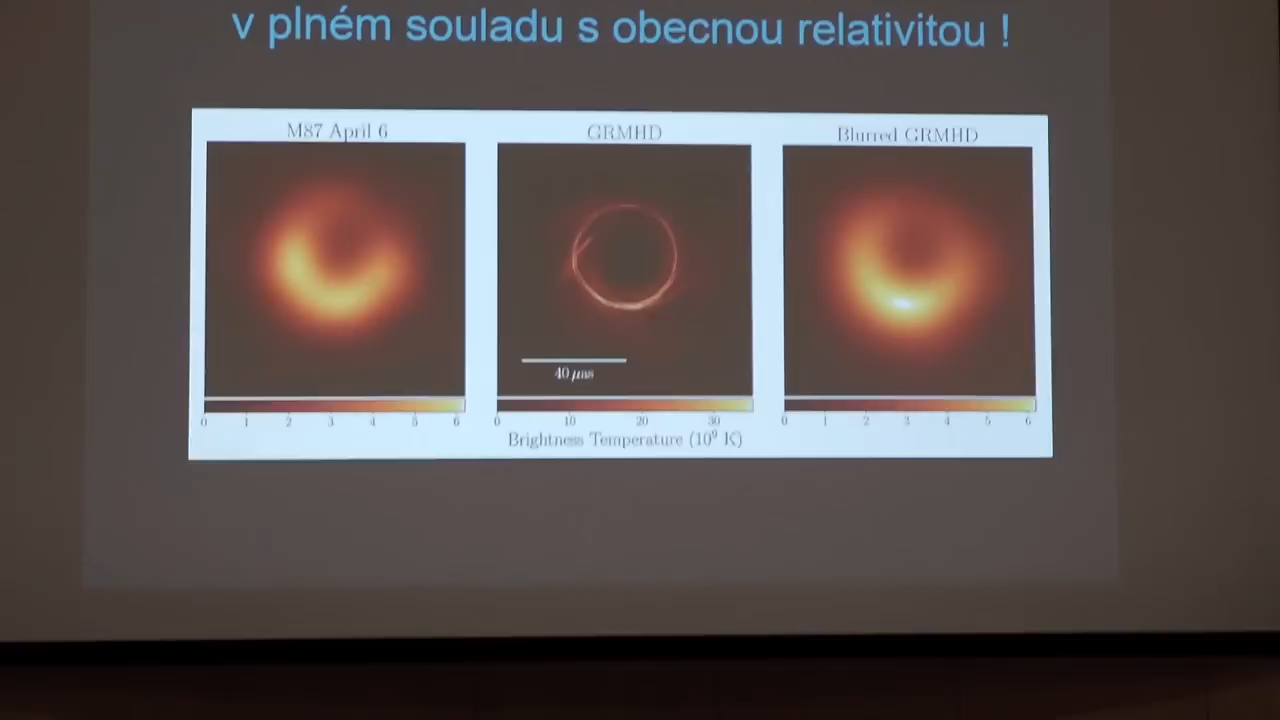 v plném souladu s obecnou relativitou !
M87 April 6
GRMHD
Blurred GRMHD
40 μas
0 1 2 3 4 5 6
0 10 20 30
0 1 2 3 4 5 6
Brightness Temperature (10⁹ K)